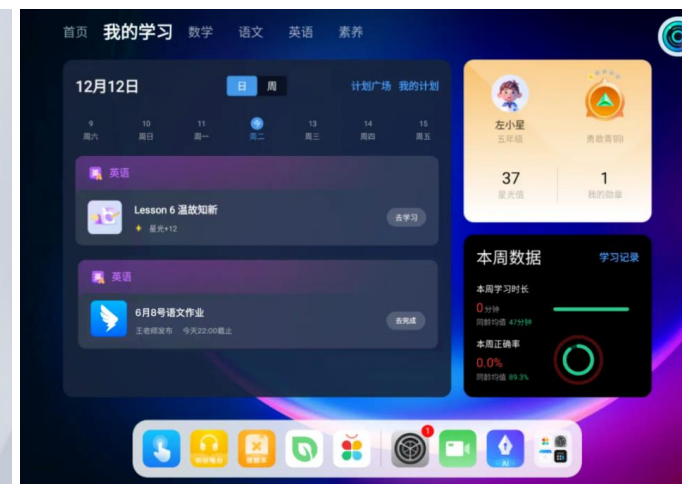 首页 我的学习 数学 语文 英语 素养
12月12日 日 周 计划广场 我的计划
9 10 11 今 13 14 15
周六 周日 周一 周二 周三 周四 周五
英语
Lesson 6 温故知新
星光+12
去学习
英语
6月8号语文作业
王老师发布 今天22:00截止
去完成
左小星
五年级
勇敢青铜I
37
星光值
1
我的勋章
本周数据 学习记录
本周学习时长
0分钟
同龄均值 47分钟
本周正确率
0.0%
同龄均值 89.3%
1
AI